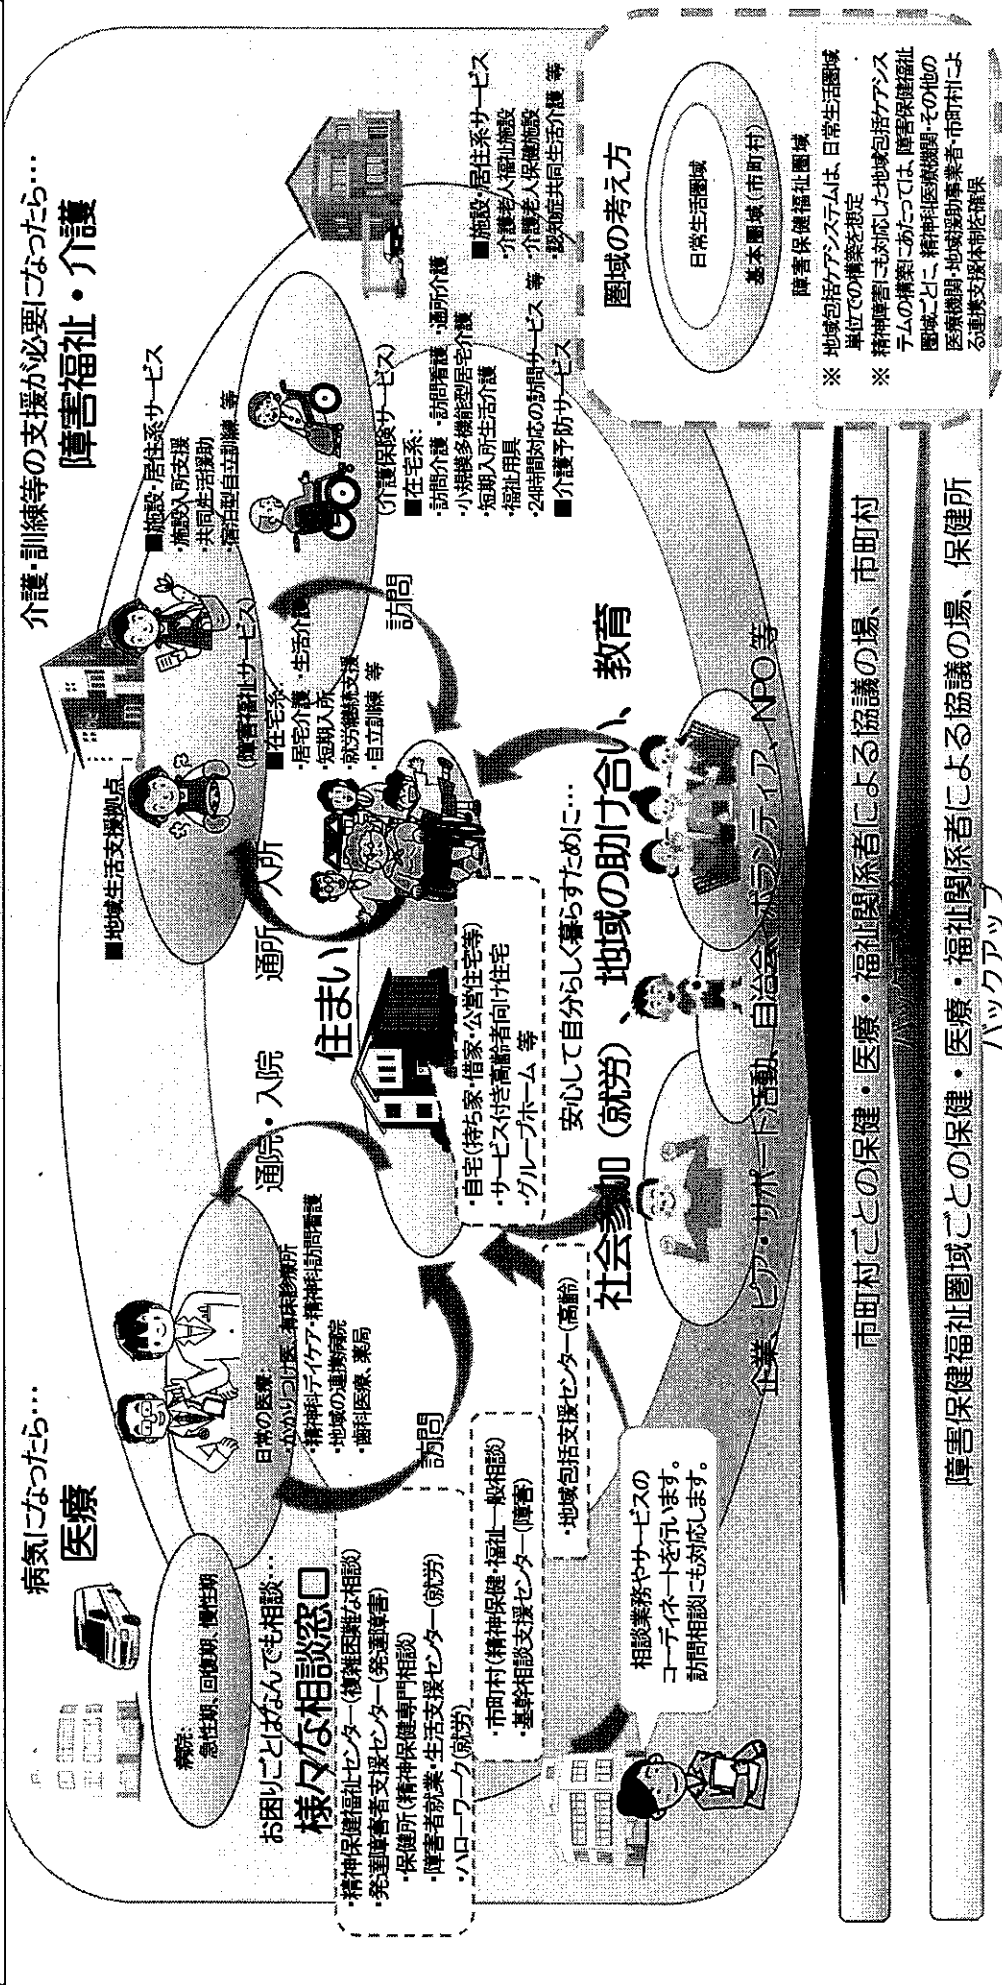 病気になったら…
医療
病院:
急性期、回復期、慢性期
日常の医療:
・かかりつけ医、有床診療所
・精神科デイケア・精神科訪問看護
・地域の連携病院
・歯科医療、薬局
介護・訓練等の支援が必要になったら…
障害福祉・介護
■地域生活支援拠点
■施設・居住系サービス
・施設入所支援
・共同生活援助
・宿泊型自立訓練 等
(障害福祉サービス)
■在宅系:
・居宅介護 ・生活介護
・短期入所
・就労継続支援
・自立訓練 等
(介護保険サービス)
■在宅系:
・訪問介護 ・訪問看護 ・通所介護
・小規模多機能型居宅介護
・短期入所生活介護
・福祉用具
・24時間対応の訪問サービス 等
■介護予防サービス
■施設・居住系サービス
・介護老人福祉施設
・介護老人保健施設
・認知症共同生活介護 等
通院・入院
通所・入所
訪問
訪問
住まい
・自宅(持ち家・借家・公営住宅等)
・サービス付き高齢者向け住宅
・グループホーム 等
お困りごとはなんでも相談…
様々な相談窓口
・精神保健福祉センター(複雑困難な相談)
・発達障害者支援センター(発達障害)
・保健所(精神保健専門相談)
・障害者就業・生活支援センター(就労)
・ハローワーク(就労)
・市町村(精神保健・福祉一般相談)
・基幹相談支援センター(障害)
・地域包括支援センター(高齢)
相談業務やサービスの
コーディネートを行います。
訪問相談にも対応します。
安心して自分らしく暮らすために…
社会参加(就労)、地域の助け合い、教育
企業、ピア・サポート活動、自治会、ボランティア、NPO等
圏域の考え方
日常生活圏域
基本圏域(市町村)
障害保健福祉圏域
※ 地域包括ケアシステムは、日常生活圏域
単位での構築を想定
※ 精神障害にも対応した地域包括ケアシス
テムの構築にあたっては、障害保健福祉
圏域ごとに、精神科医療機関・その他の
医療機関・地域援助事業者・市町村によ
る連携支援体制を確保
市町村ごとの保健・医療・福祉関係者による協議の場、市町村
バックアップ
障害保健福祉圏域ごとの保健・医療・福祉関係者による協議の場、保健所
バックアップ